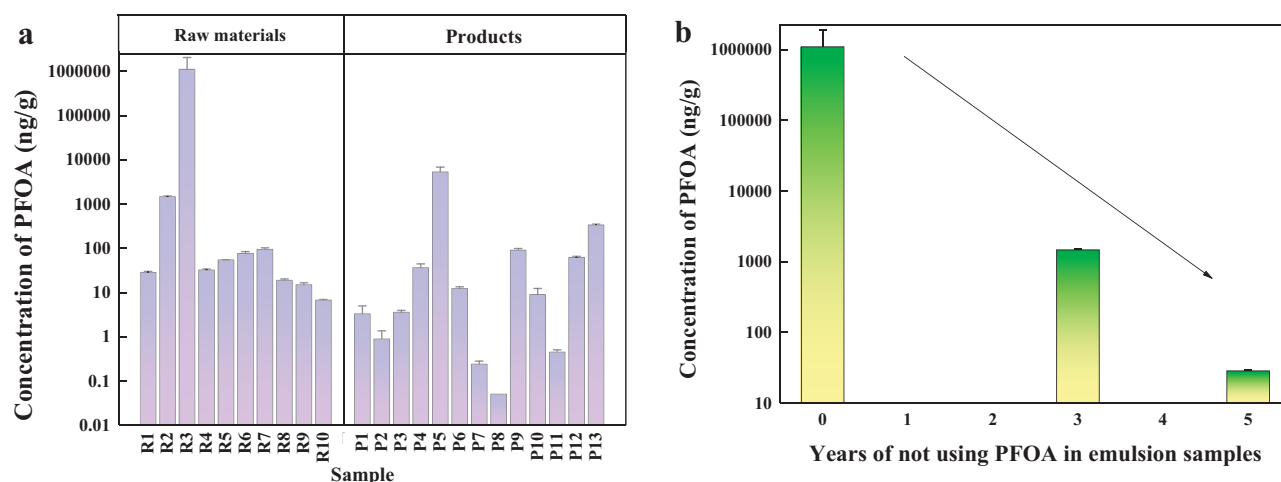 a
Raw materials
Products
Concentration of PFOA (ng/g)
1000000
100000
10000
1000
100
10
1
0.1
0.01
R1 R2 R3 R4 R5 R6 R7 R8 R9 R10 P1 P2 P3 P4 P5 P6 P7 P8 P9 P10 P11 P12 P13
Sample
b
Concentration of PFOA (ng/g)
1000000
100000
10000
1000
100
10
0 1 2 3 4 5
Years of not using PFOA in emulsion samples